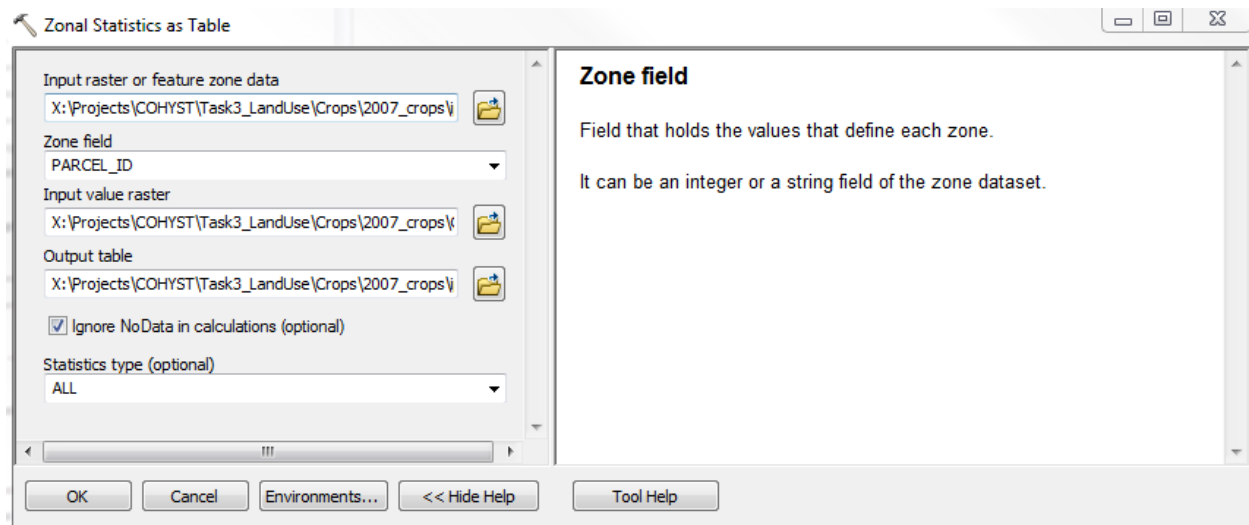 Zonal Statistics as Table
Input raster or feature zone data
X:\Projects\COHYST\Task3_LandUse\Crops\2007_crops\i
Zone field
PARCEL_ID
Input value raster
X:\Projects\COHYST\Task3_LandUse\Crops\2007_crops\
Output table
X:\Projects\COHYST\Task3_LandUse\Crops\2007_crops\i
Ignore NoData in calculations (optional)
Statistics type (optional)
ALL
Zone field
Field that holds the values that define each zone.
It can be an integer or a string field of the zone dataset.
OK
Cancel
Environments...
<< Hide Help
Tool Help